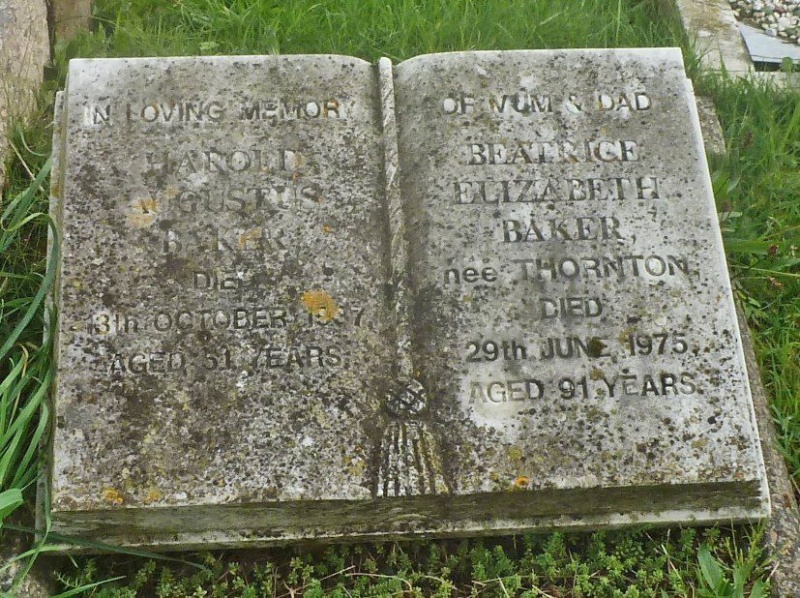 IN LOVING MEMORY
HAROLD
AUGUSTUS
BAKER
DIED
OCTOBER
AGED 51 YEARS
OF MUM & DAD
BEATRICE
ELIZABETH
BAKER,
nee THORNTON,
DIED
29th JUNE 1975
AGED 91 YEARS